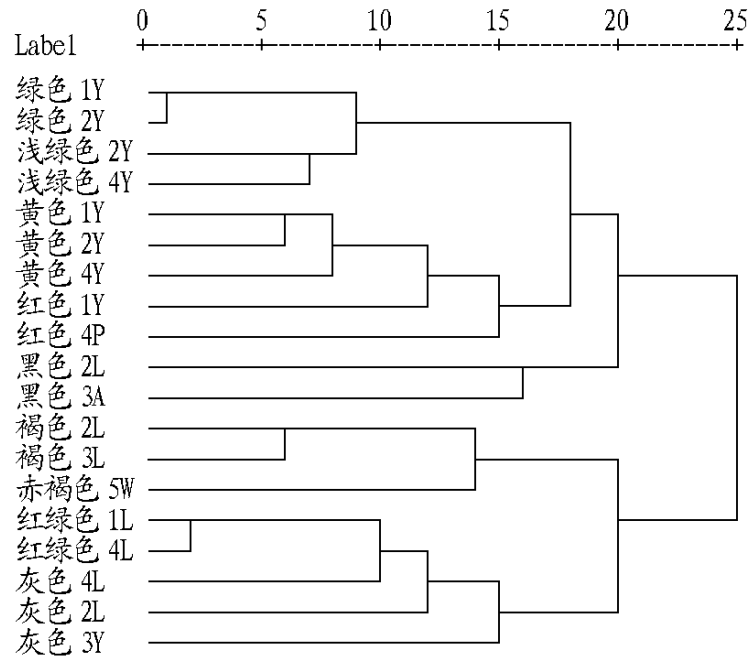 0 5 10 15 20 25
Label
绿色 1Y
绿色 2Y
浅绿色 2Y
浅绿色 4Y
黄色 1Y
黄色 2Y
黄色 4Y
红色 1Y
红色 4P
黑色 2L
黑色 3A
褐色 2L
褐色 3L
赤褐色 5W
红绿色 1L
红绿色 4L
灰色 4L
灰色 2L
灰色 3Y